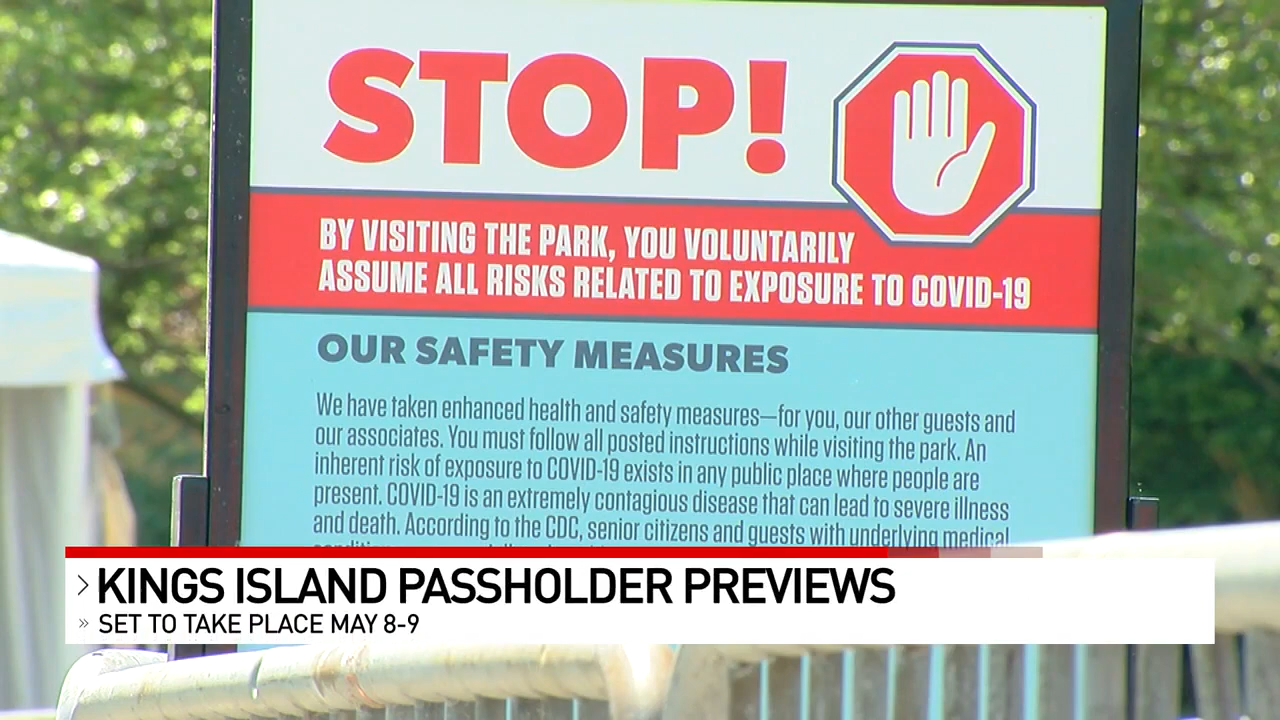 STOP!
BY VISITING THE PARK, YOU VOLUNTARILY
ASSUME ALL RISKS RELATED TO EXPOSURE TO COVID-19
OUR SAFETY MEASURES
We have taken enhanced health and safety measures—for you, our other guests and
our associates. You must follow all posted instructions while visiting the park. An
inherent risk of exposure to COVID-19 exists in any public place where people are
present. COVID-19 is an extremely contagious disease that can lead to severe illness
and death. According to the CDC, senior citizens and guests with underlying medical
KINGS ISLAND PASSHOLDER PREVIEWS
SET TO TAKE PLACE MAY 8-9